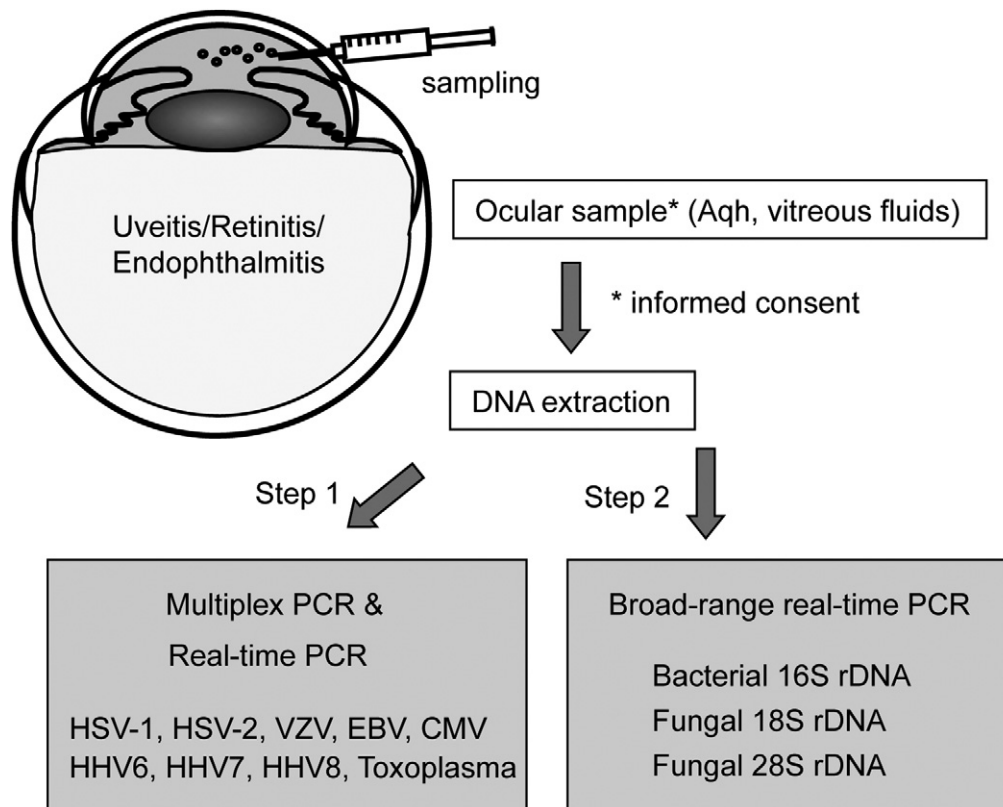 sampling
Uveitis/Retinitis/
Endophthalmitis
Ocular sample* (Aqh, vitreous fluids)
* informed consent
DNA extraction
Step 1
Step 2
Multiplex PCR &
Real-time PCR
HSV-1, HSV-2, VZV, EBV, CMV
HHV6, HHV7, HHV8, Toxoplasma
Broad-range real-time PCR
Bacterial 16S rDNA
Fungal 18S rDNA
Fungal 28S rDNA